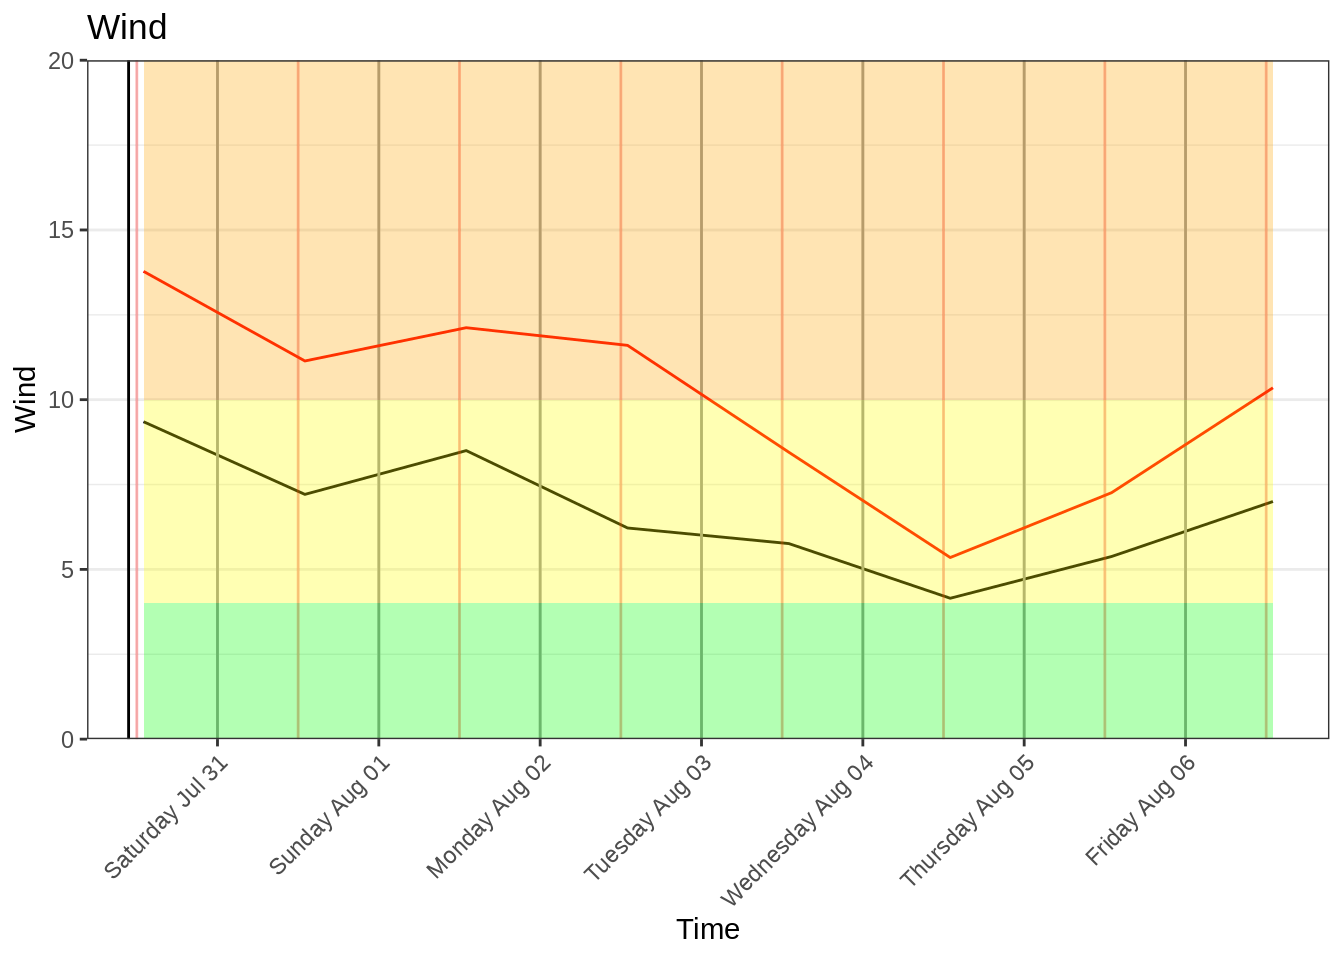 Wind
20
15
10
5
0
Wind
Saturday Jul 31
Sunday Aug 01
Monday Aug 02
Tuesday Aug 03
Wednesday Aug 04
Thursday Aug 05
Friday Aug 06
Time